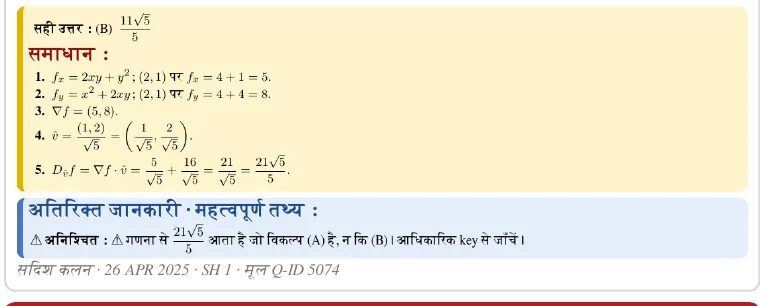 सही उत्तर : (B) 11√5/5
समाधान :
1. fₓ = 2xy + y² ; (2, 1) पर fₓ = 4 + 1 = 5.
2. f_y = x² + 2xy ; (2, 1) पर f_y = 4 + 4 = 8.
3. ∇f = (5, 8).
4. v̂ = (1, 2)/√5 = (1/√5, 2/√5).
5. D_v̂ f = ∇f · v̂ = 5/√5 + 16/√5 = 21/√5 = 21√5/5.
अतिरिक्त जानकारी · महत्वपूर्ण तथ्य :
⚠ अनिश्चित : ⚠ गणना से 21√5/5 आता है जो विकल्प (A) है, न कि (B)। आधिकारिक key से जाँचें ।
सदिश कलन · 26 APR 2025 · SH 1 · मूल Q-ID 5074